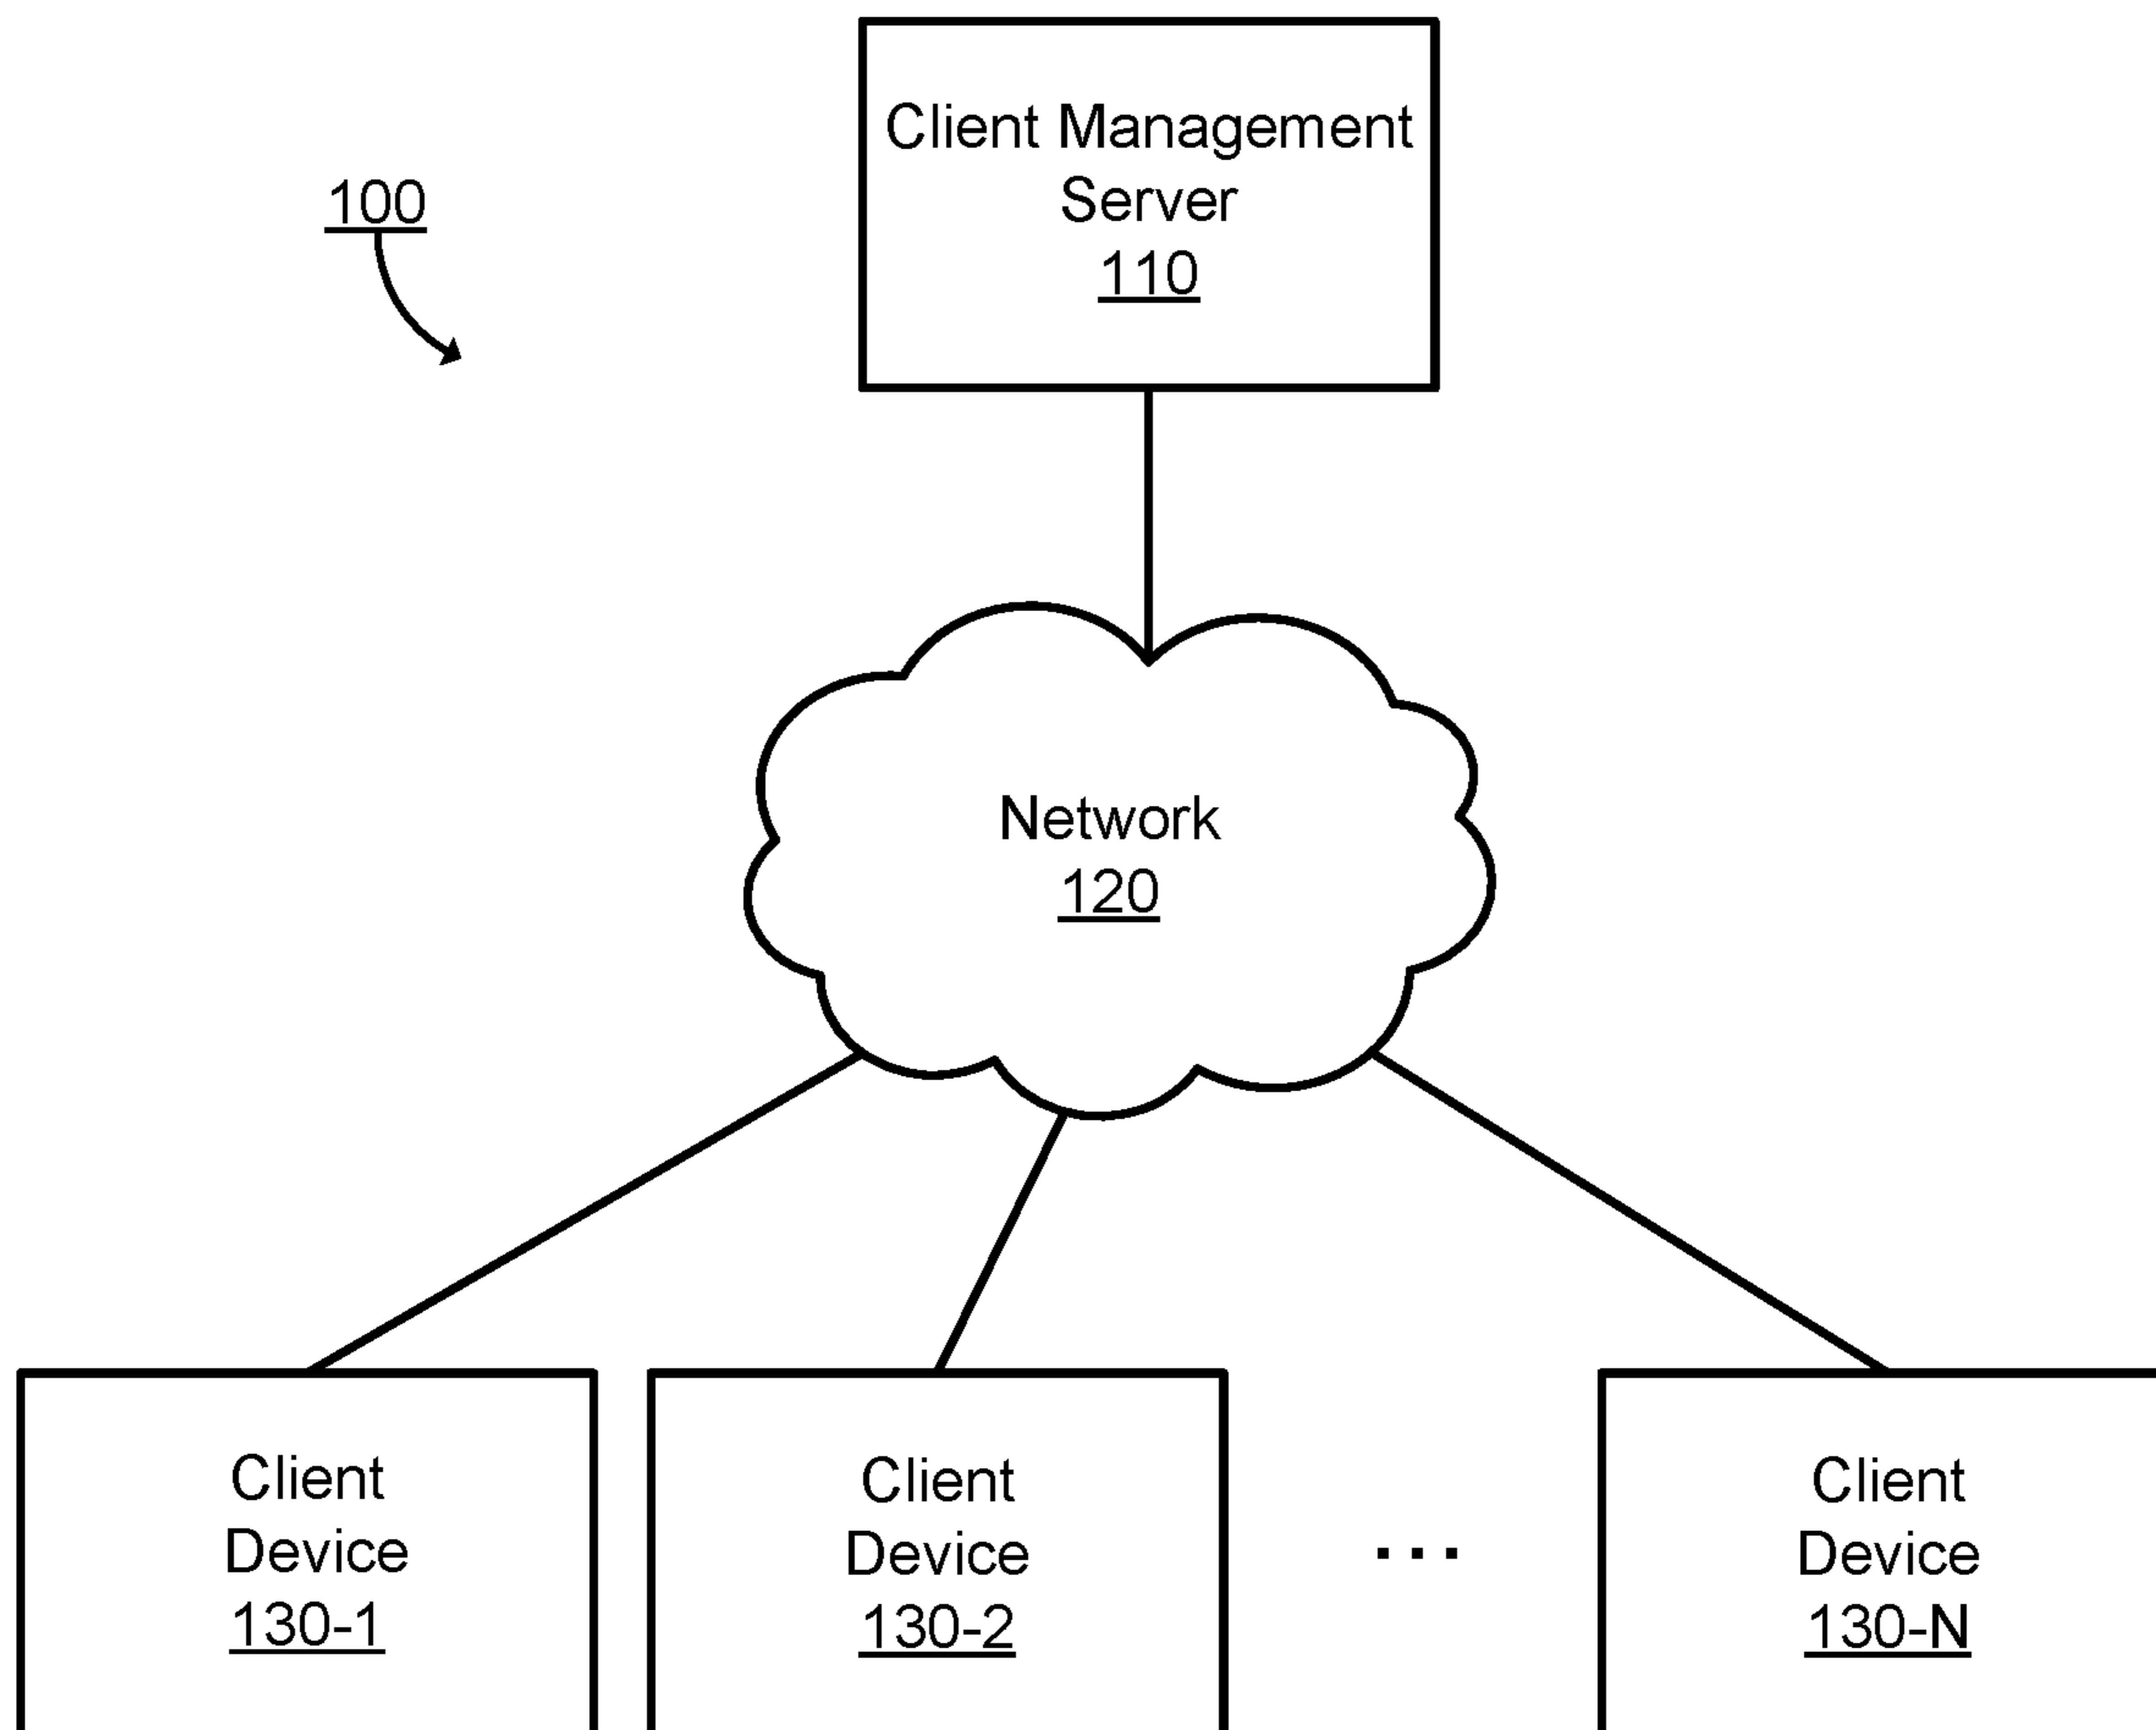 Client Management
Server
110
100
Network
120
Client
Device
130-1
Client
Device
130-2
...
Client
Device
130-N